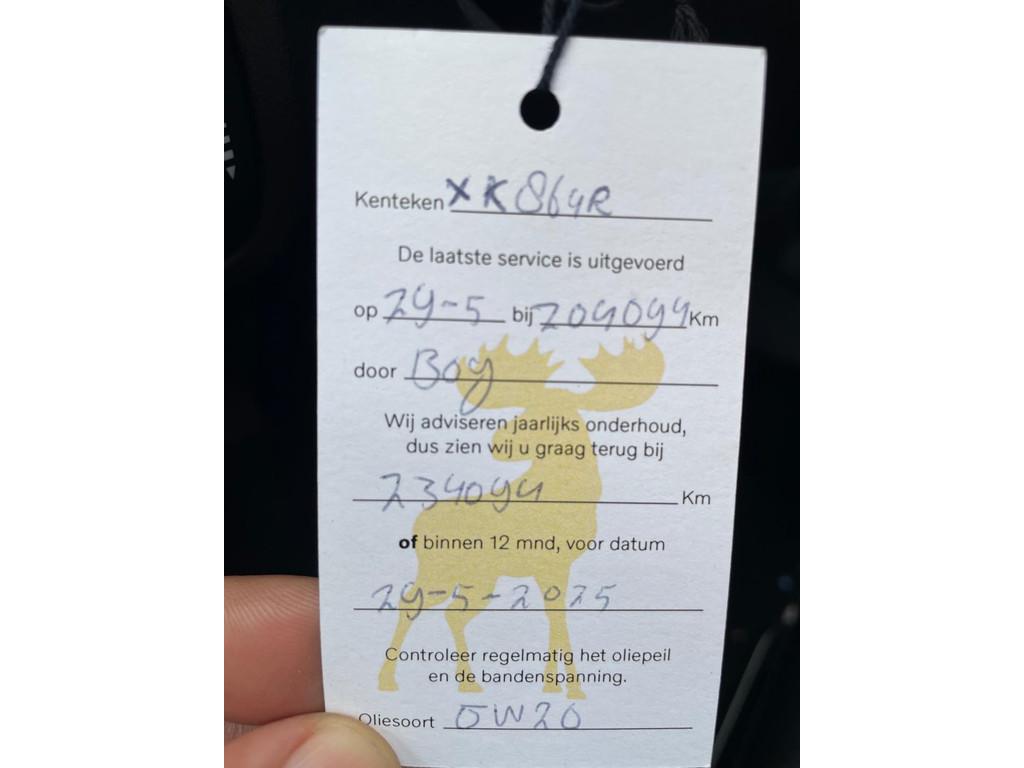 Kenteken XK864R
De laatste service is uitgevoerd
op 29-5 bij 204094 Km
door Boy
Wij adviseren jaarlijks onderhoud,
dus zien wij u graag terug bij
234094 Km
of binnen 12 mnd, voor datum
29-5-2025
Controleer regelmatig het oliepeil
en de bandenspanning.
Oliesoort 0W20